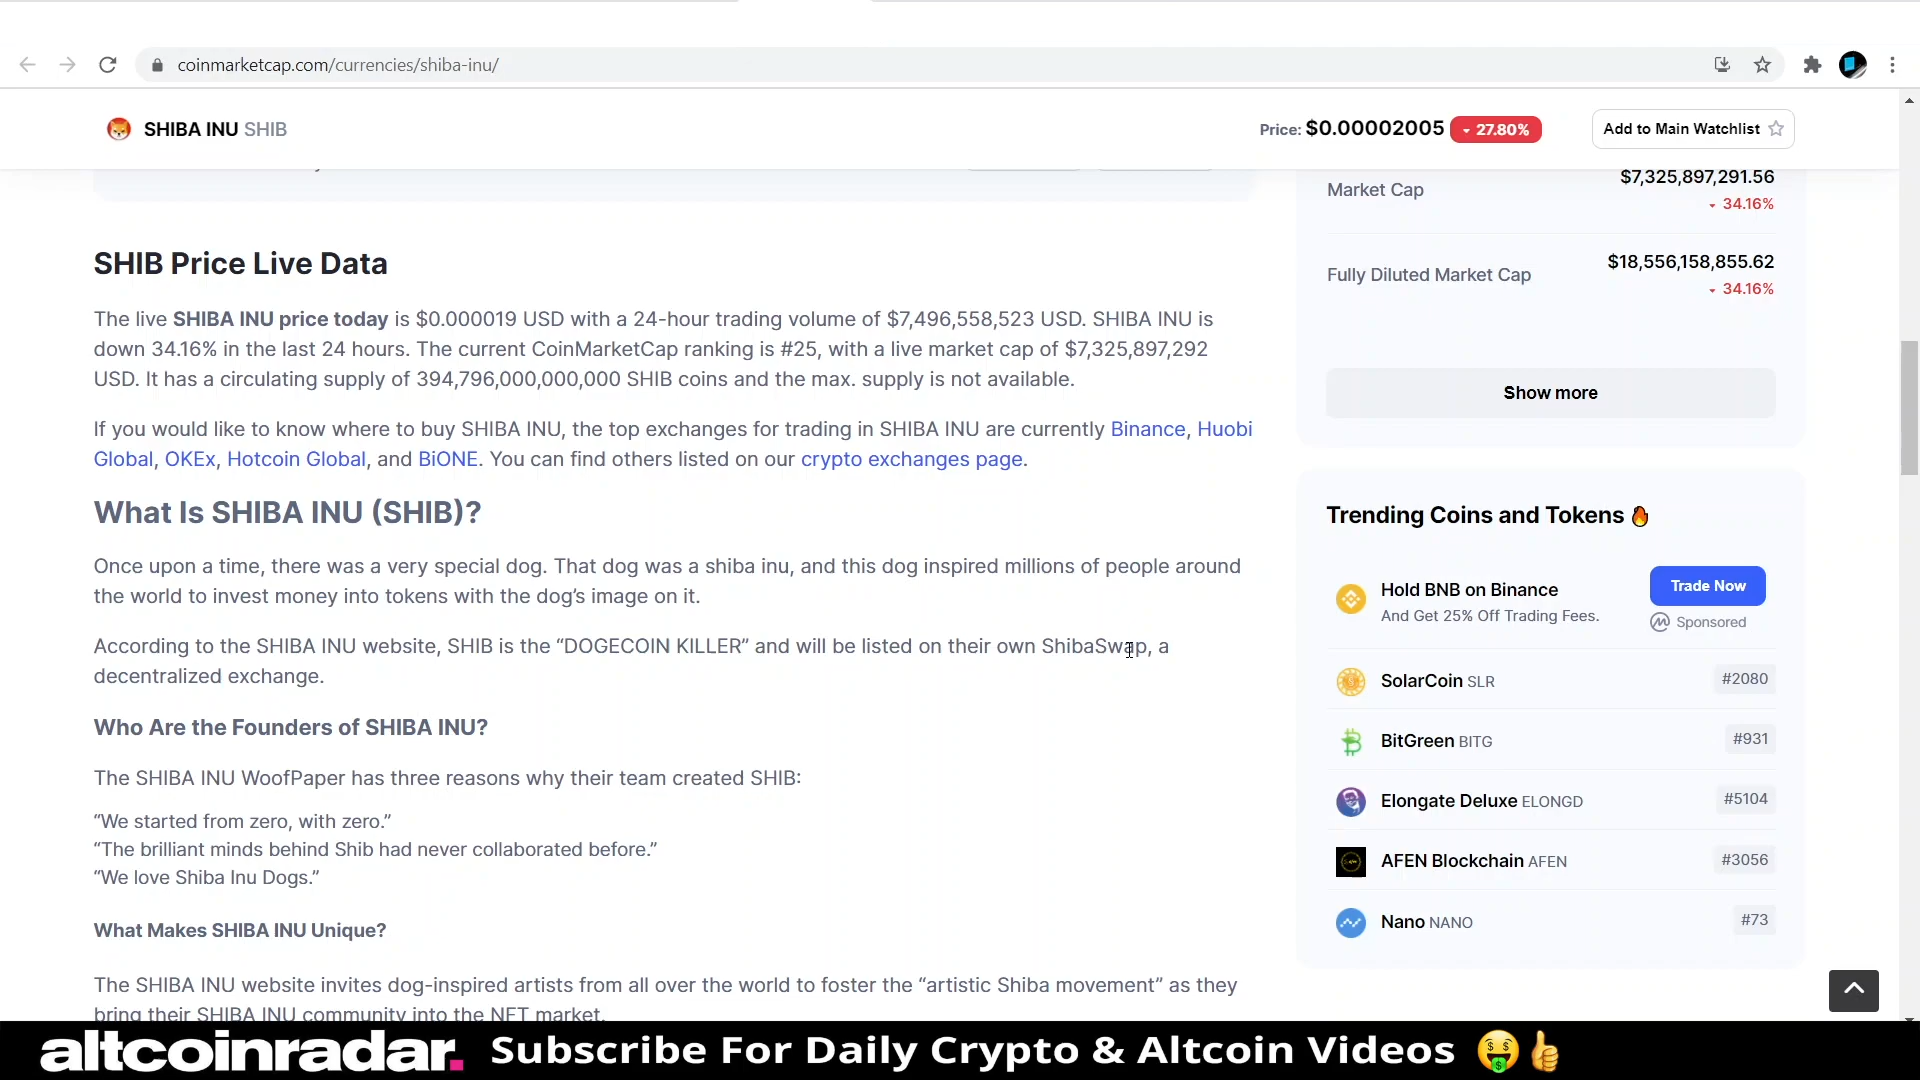 coinmarketcap.com/currencies/shiba-inu/
SHIBA INU SHIB
Price: $0.00002005 27.80%
Add to Main Watchlist
SHIB Price Live Data
The live SHIBA INU price today is $0.000019 USD with a 24-hour trading volume of $7,496,558,523 USD. SHIBA INU is
down 34.16% in the last 24 hours. The current CoinMarketCap ranking is #25, with a live market cap of $7,325,897,292
USD. It has a circulating supply of 394,796,000,000,000 SHIB coins and the max. supply is not available.
If you would like to know where to buy SHIBA INU, the top exchanges for trading in SHIBA INU are currently Binance, Huobi
Global, OKEx, Hotcoin Global, and BiONE. You can find others listed on our crypto exchanges page.
What Is SHIBA INU (SHIB)?
Once upon a time, there was a very special dog. That dog was a shiba inu, and this dog inspired millions of people around
the world to invest money into tokens with the dog's image on it.
According to the SHIBA INU website, SHIB is the “DOGECOIN KILLER” and will be listed on their own ShibaSwap, a
decentralized exchange.
Who Are the Founders of SHIBA INU?
The SHIBA INU WoofPaper has three reasons why their team created SHIB:
“We started from zero, with zero.”
“The brilliant minds behind Shib had never collaborated before.”
“We love Shiba Inu Dogs.”
What Makes SHIBA INU Unique?
The SHIBA INU website invites dog-inspired artists from all over the world to foster the “artistic Shiba movement” as they
bring their SHIBA INU community into the NFT market.
Market Cap
$7,325,897,291.56
34.16%
Fully Diluted Market Cap
$18,556,158,855.62
34.16%
Show more
Trending Coins and Tokens 🔥
Hold BNB on Binance
And Get 25% Off Trading Fees.
Trade Now
Sponsored
SolarCoin SLR #2080
BitGreen BITG #931
Elongate Deluxe ELONGD #5104
AFEN Blockchain AFEN #3056
Nano NANO #73
altcoinradar. Subscribe For Daily Crypto & Altcoin Videos 🤑👍